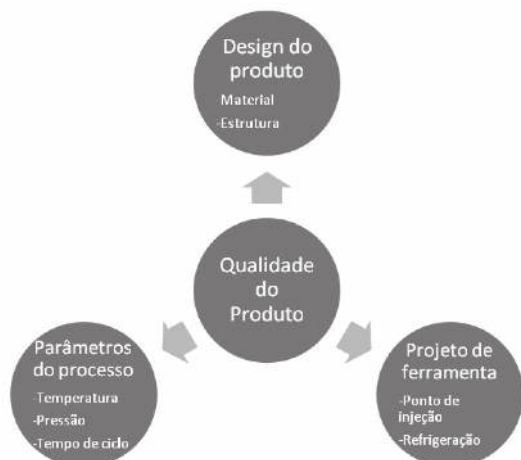 Design do
produto
Material
-Estrutura
Qualidade
do
Produto
Parâmetros
do processo
-Temperatura
-Pressão
-Tempo de ciclo
Projeto de
ferramenta
-Ponto de
injeção
-Refrigeração